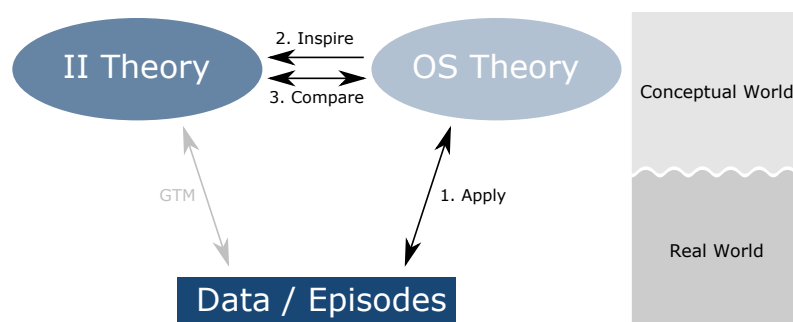 2. Inspire
II Theory
OS Theory
3. Compare
Conceptual World
GTM
1. Apply
Real World
Data / Episodes